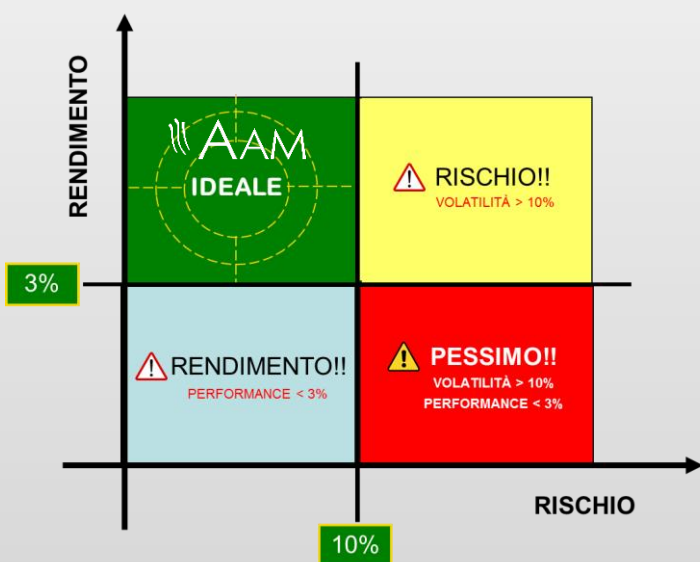 RENDIMENTO
AAM
IDEALE
RISCHIO!!
VOLATILITÀ > 10%
3%
RENDIMENTO!!
PERFORMANCE < 3%
PESSIMO!!
VOLATILITÀ > 10%
PERFORMANCE < 3%
RISCHIO
10%